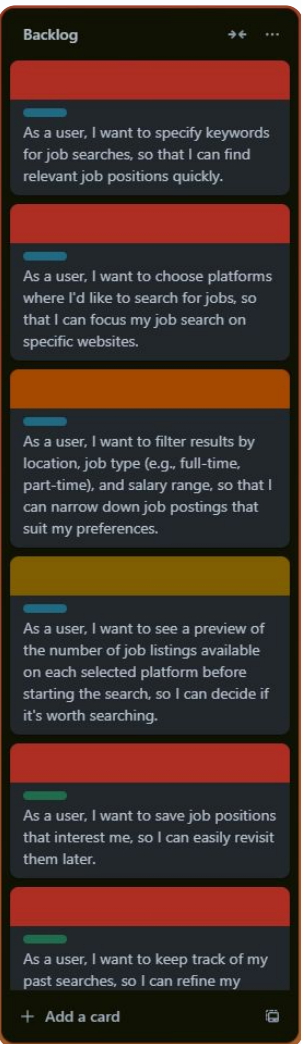 Backlog
As a user, I want to specify keywords
for job searches, so that I can find
relevant job positions quickly.
As a user, I want to choose platforms
where I'd like to search for jobs, so
that I can focus my job search on
specific websites.
As a user, I want to filter results by
location, job type (e.g., full-time,
part-time), and salary range, so that I
can narrow down job postings that
suit my preferences.
As a user, I want to see a preview of
the number of job listings available
on each selected platform before
starting the search, so I can decide if
it's worth searching.
As a user, I want to save job positions
that interest me, so I can easily revisit
them later.
As a user, I want to keep track of my
past searches, so I can refine my
Add a card